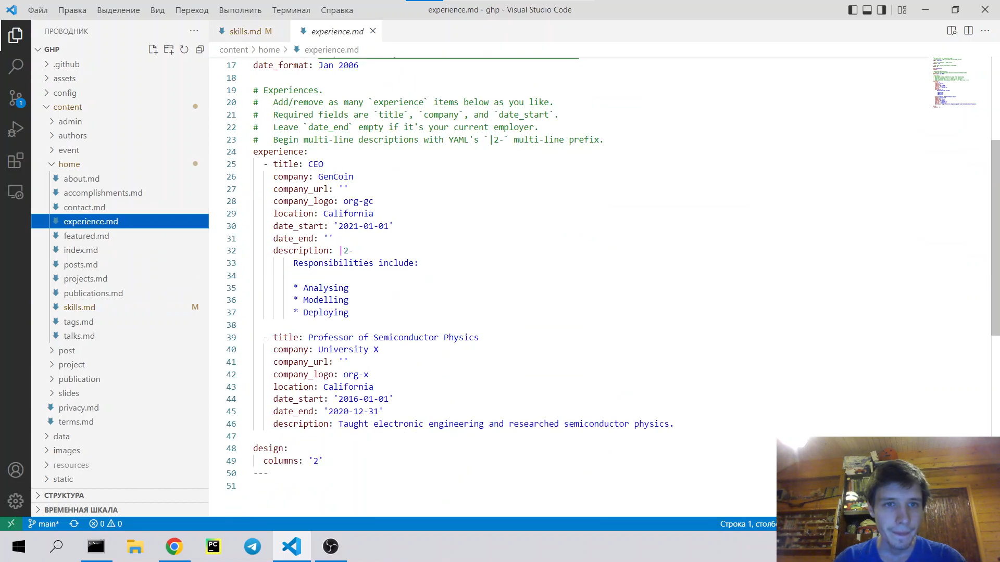 Файл Правка Выделение Вид Переход Выполнить Терминал Справка
experience.md - ghp - Visual Studio Code
ПРОВОДНИК
GHP
.github
assets
config
content
admin
authors
event
home
about.md
accomplishments.md
contact.md
experience.md
featured.md
index.md
posts.md
projects.md
publications.md
skills.md M
tags.md
talks.md
post
project
publication
slides
privacy.md
terms.md
data
images
resources
static
СТРУКТУРА
ВРЕМЕННАЯ ШКАЛА
1
skills.md M
experience.md
content > home > experience.md
17 date_format: Jan 2006
18
19 # Experiences.
20 #   Add/remove as many `experience` items below as you like.
21 #   Required fields are `title`, `company`, and `date_start`.
22 #   Leave `date_end` empty if it's your current employer.
23 #   Begin multi-line descriptions with YAML's `|2-` multi-line prefix.
24 experience:
25   - title: CEO
26     company: GenCoin
27     company_url: ''
28     company_logo: org-gc
29     location: California
30     date_start: '2021-01-01'
31     date_end: ''
32     description: |2-
33         Responsibilities include:
34
35         * Analysing
36         * Modelling
37         * Deploying
38
39   - title: Professor of Semiconductor Physics
40     company: University X
41     company_url: ''
42     company_logo: org-x
43     location: California
44     date_start: '2016-01-01'
45     date_end: '2020-12-31'
46     description: Taught electronic engineering and researched semiconductor physics.
47
48 design:
49   columns: '2'
50 ---
51
main* 0 0
Строка 1,
PC